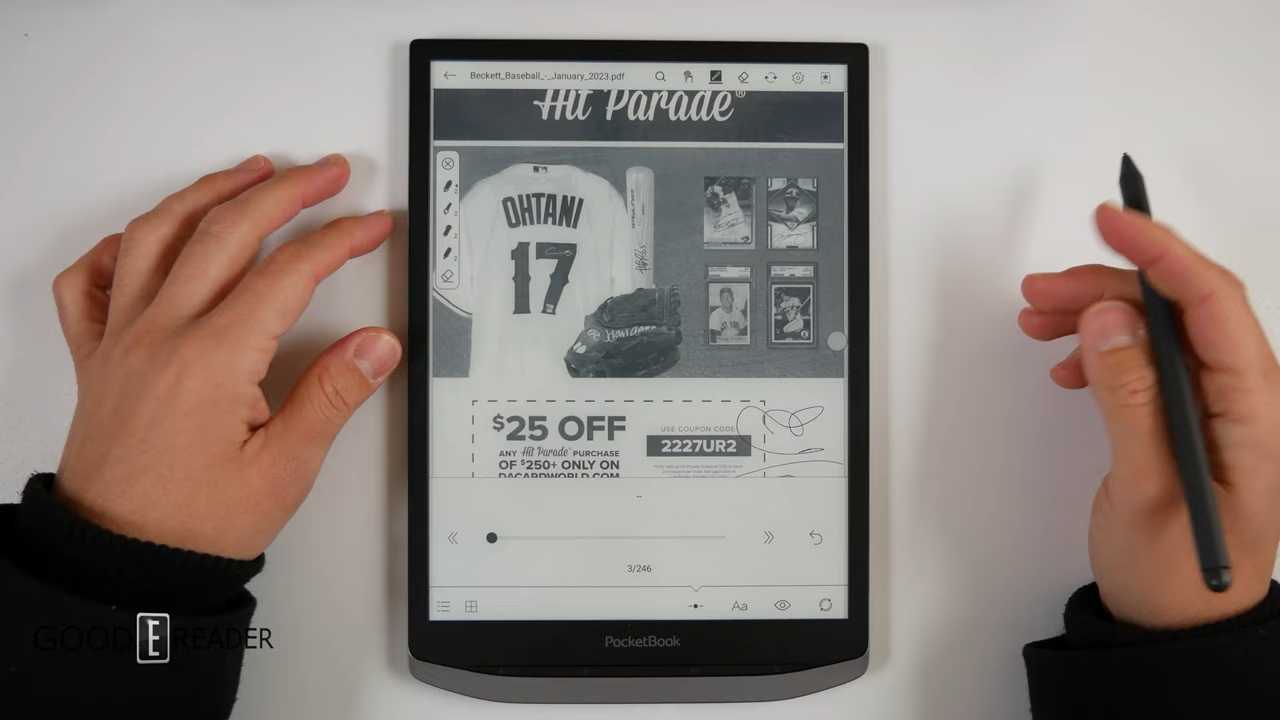 Beckett_Baseball_-_January_2023.pdf
Hit Parade®
OHTANI
17
$25 OFF
ANY Hit Parade® PURCHASE
OF $250+ ONLY ON
DACARDWORLD.COM
USE COUPON CODE
2227UR2
3/246
Aa
PocketBook
GOOD E READER